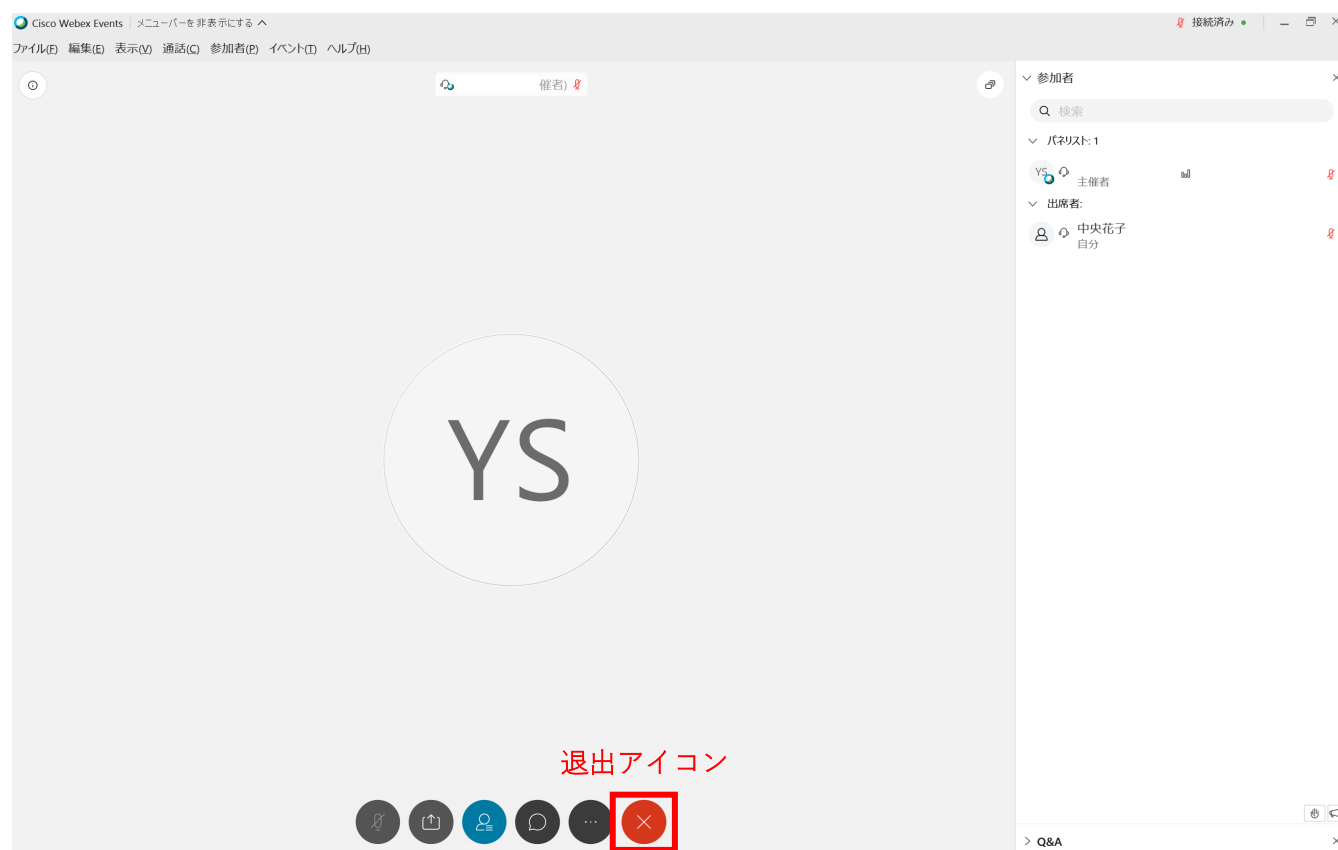 Cisco Webex Events メニューバーを非表示にする
接続済み
ファイル(F) 編集(E) 表示(V) 通話(C) 参加者(P) イベント(T) ヘルプ(H)
催者)
参加者
検索
パネリスト: 1
YS
主催者
出席者:
中央花子
自分
YS
退出アイコン
Q&A